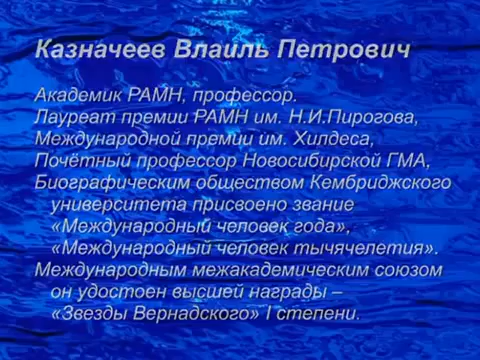 Казначеев Влаиль Петрович
Академик РАМН, профессор.
Лауреат премии РАМН им. Н.И.Пирогова,
Международной премии им. Хилдеса,
Почётный профессор Новосибирской ГМА,
Биографическим обществом Кембриджского
университета присвоено звание
«Международный человек года»,
«Международный человек тычячелетия».
Международным межакадемическим союзом
он удостоен высшей награды –
«Звезды Вернадского» I степени.